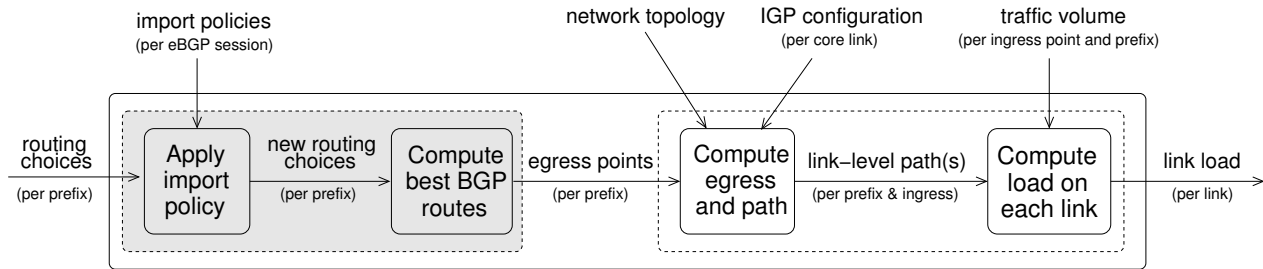 import policies
(per eBGP session)
network topology
IGP configuration
(per core link)
traffic volume
(per ingress point and prefix)
routing
choices
(per prefix)
Apply
import
policy
new routing
choices
(per prefix)
Compute
best BGP
routes
egress points
(per prefix)
Compute
egress
and path
link−level path(s)
(per prefix & ingress)
Compute
load on
each link
link load
(per link)